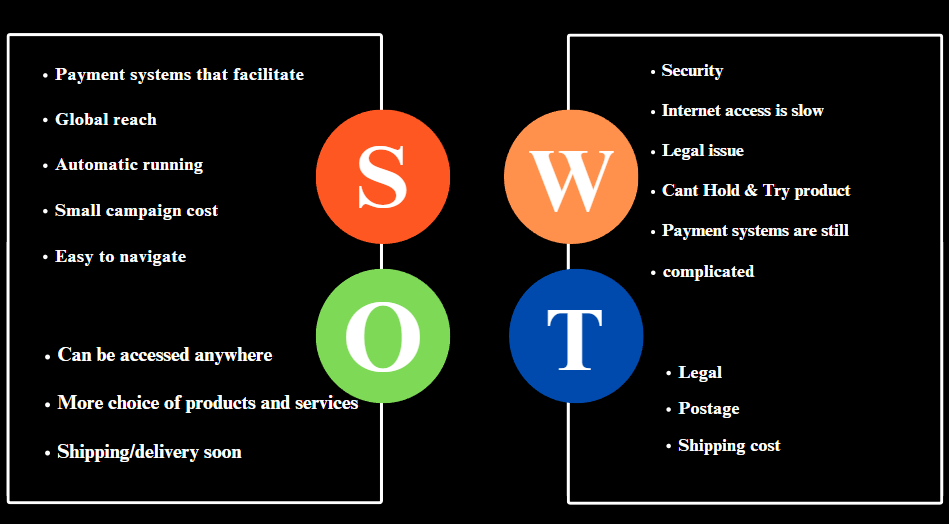 • Payment systems that facilitate
• Global reach
• Automatic running
• Small campaign cost
• Easy to navigate
S
W
• Security
• Internet access is slow
• Legal issue
• Cant Hold & Try product
• Payment systems are still
• complicated
• Can be accessed anywhere
• More choice of products and services
• Shipping/delivery soon
O
T
• Legal
• Postage
• Shipping cost